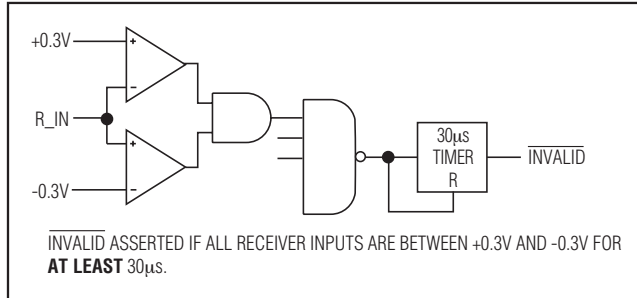 +0.3V
+
-
R_IN
+
-
-0.3V
30μs
TIMER
R
INVALID
INVALID ASSERTED IF ALL RECEIVER INPUTS ARE BETWEEN +0.3V AND -0.3V FOR
AT LEAST 30μs.